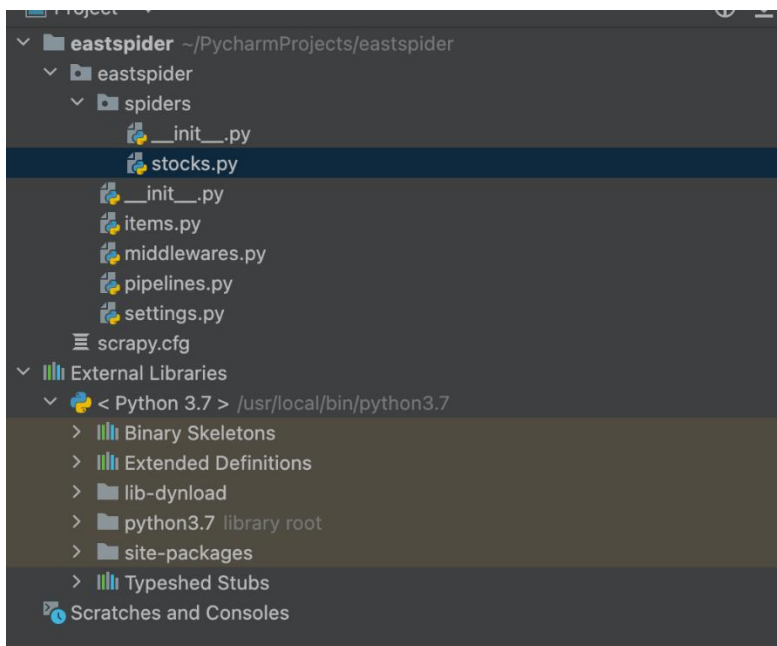 Project
eastspider ~/PycharmProjects/eastspider
eastspider
spiders
__init__.py
stocks.py
__init__.py
items.py
middlewares.py
pipelines.py
settings.py
scrapy.cfg
External Libraries
< Python 3.7 > /usr/local/bin/python3.7
Binary Skeletons
Extended Definitions
lib-dynload
python3.7 library root
site-packages
Typeshed Stubs
Scratches and Consoles